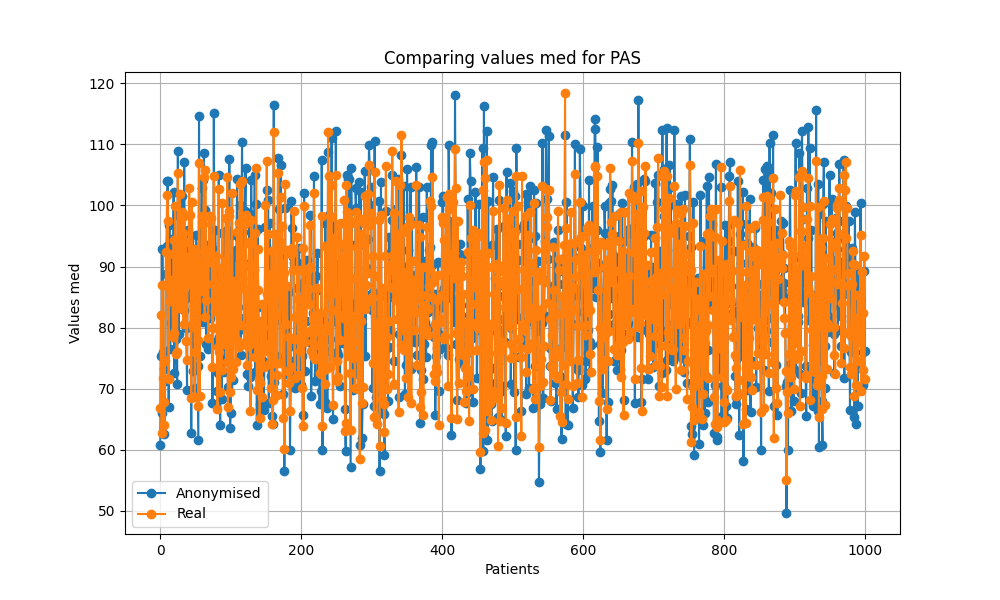 Comparing values med for PAS
120
110
100
90
80
70
60
50
Values med
Anonymised
Real
0 200 400 600 800 1000
Patients